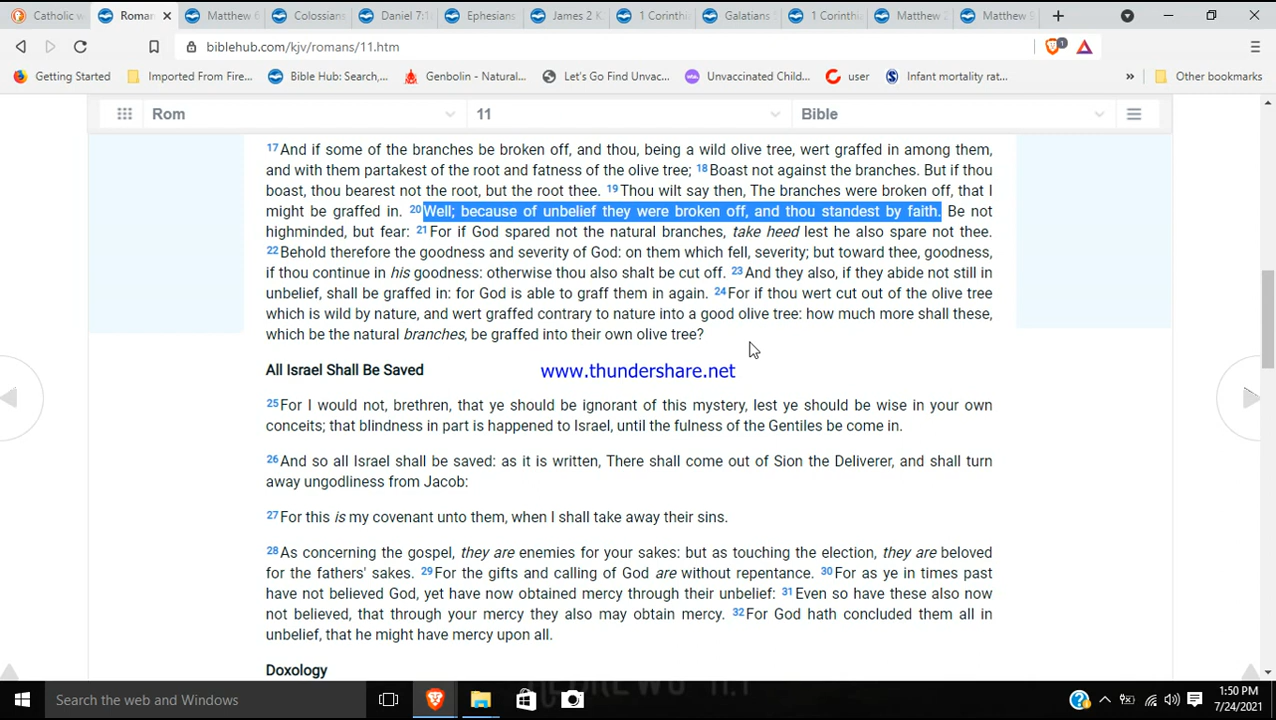 Catholic w
Roman
Matthew 6
Colossians
Daniel 7:1
Ephesians
James 2 K
1 Corinthi
Galatians
1 Corinthi
Matthew 2
Matthew 9
biblehub.com/kjv/romans/11.htm
1
Getting Started
Imported From Fire...
Bible Hub: Search,...
Genbolin - Natural...
Let's Go Find Unvac...
Unvaccinated Child...
user
Infant mortality rat...
»
Other bookmarks
Rom
11
Bible
17And if some of the branches be broken off, and thou, being a wild olive tree, wert graffed in among them,
and with them partakest of the root and fatness of the olive tree; 18Boast not against the branches. But if thou
boast, thou bearest not the root, but the root thee. 19Thou wilt say then, The branches were broken off, that I
might be graffed in. 20Well; because of unbelief they were broken off, and thou standest by faith. Be not
highminded, but fear: 21For if God spared not the natural branches, take heed lest he also spare not thee.
22Behold therefore the goodness and severity of God: on them which fell, severity; but toward thee, goodness,
if thou continue in his goodness: otherwise thou also shalt be cut off. 23And they also, if they abide not still in
unbelief, shall be graffed in: for God is able to graff them in again. 24For if thou wert cut out of the olive tree
which is wild by nature, and wert graffed contrary to nature into a good olive tree: how much more shall these,
which be the natural branches, be graffed into their own olive tree?
All Israel Shall Be Saved
www.thundershare.net
25For I would not, brethren, that ye should be ignorant of this mystery, lest ye should be wise in your own
conceits; that blindness in part is happened to Israel, until the fulness of the Gentiles be come in.
26And so all Israel shall be saved: as it is written, There shall come out of Sion the Deliverer, and shall turn
away ungodliness from Jacob:
27For this is my covenant unto them, when I shall take away their sins.
28As concerning the gospel, they are enemies for your sakes: but as touching the election, they are beloved
for the fathers' sakes. 29For the gifts and calling of God are without repentance. 30For as ye in times past
have not believed God, yet have now obtained mercy through their unbelief: 31Even so have these also now
not believed, that through your mercy they also may obtain mercy. 32For God hath concluded them all in
unbelief, that he might have mercy upon all.
Doxology
Search the web and Windows
1:50 PM
7/24/2021